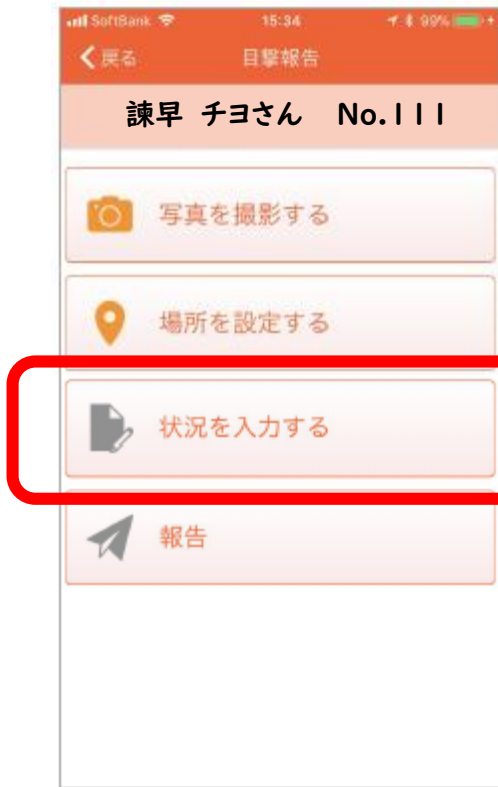 SoftBank 15:34 99%
戻る 目撃報告
諫早 チヨさん No.111
写真を撮影する
場所を設定する
状況を入力する
報告